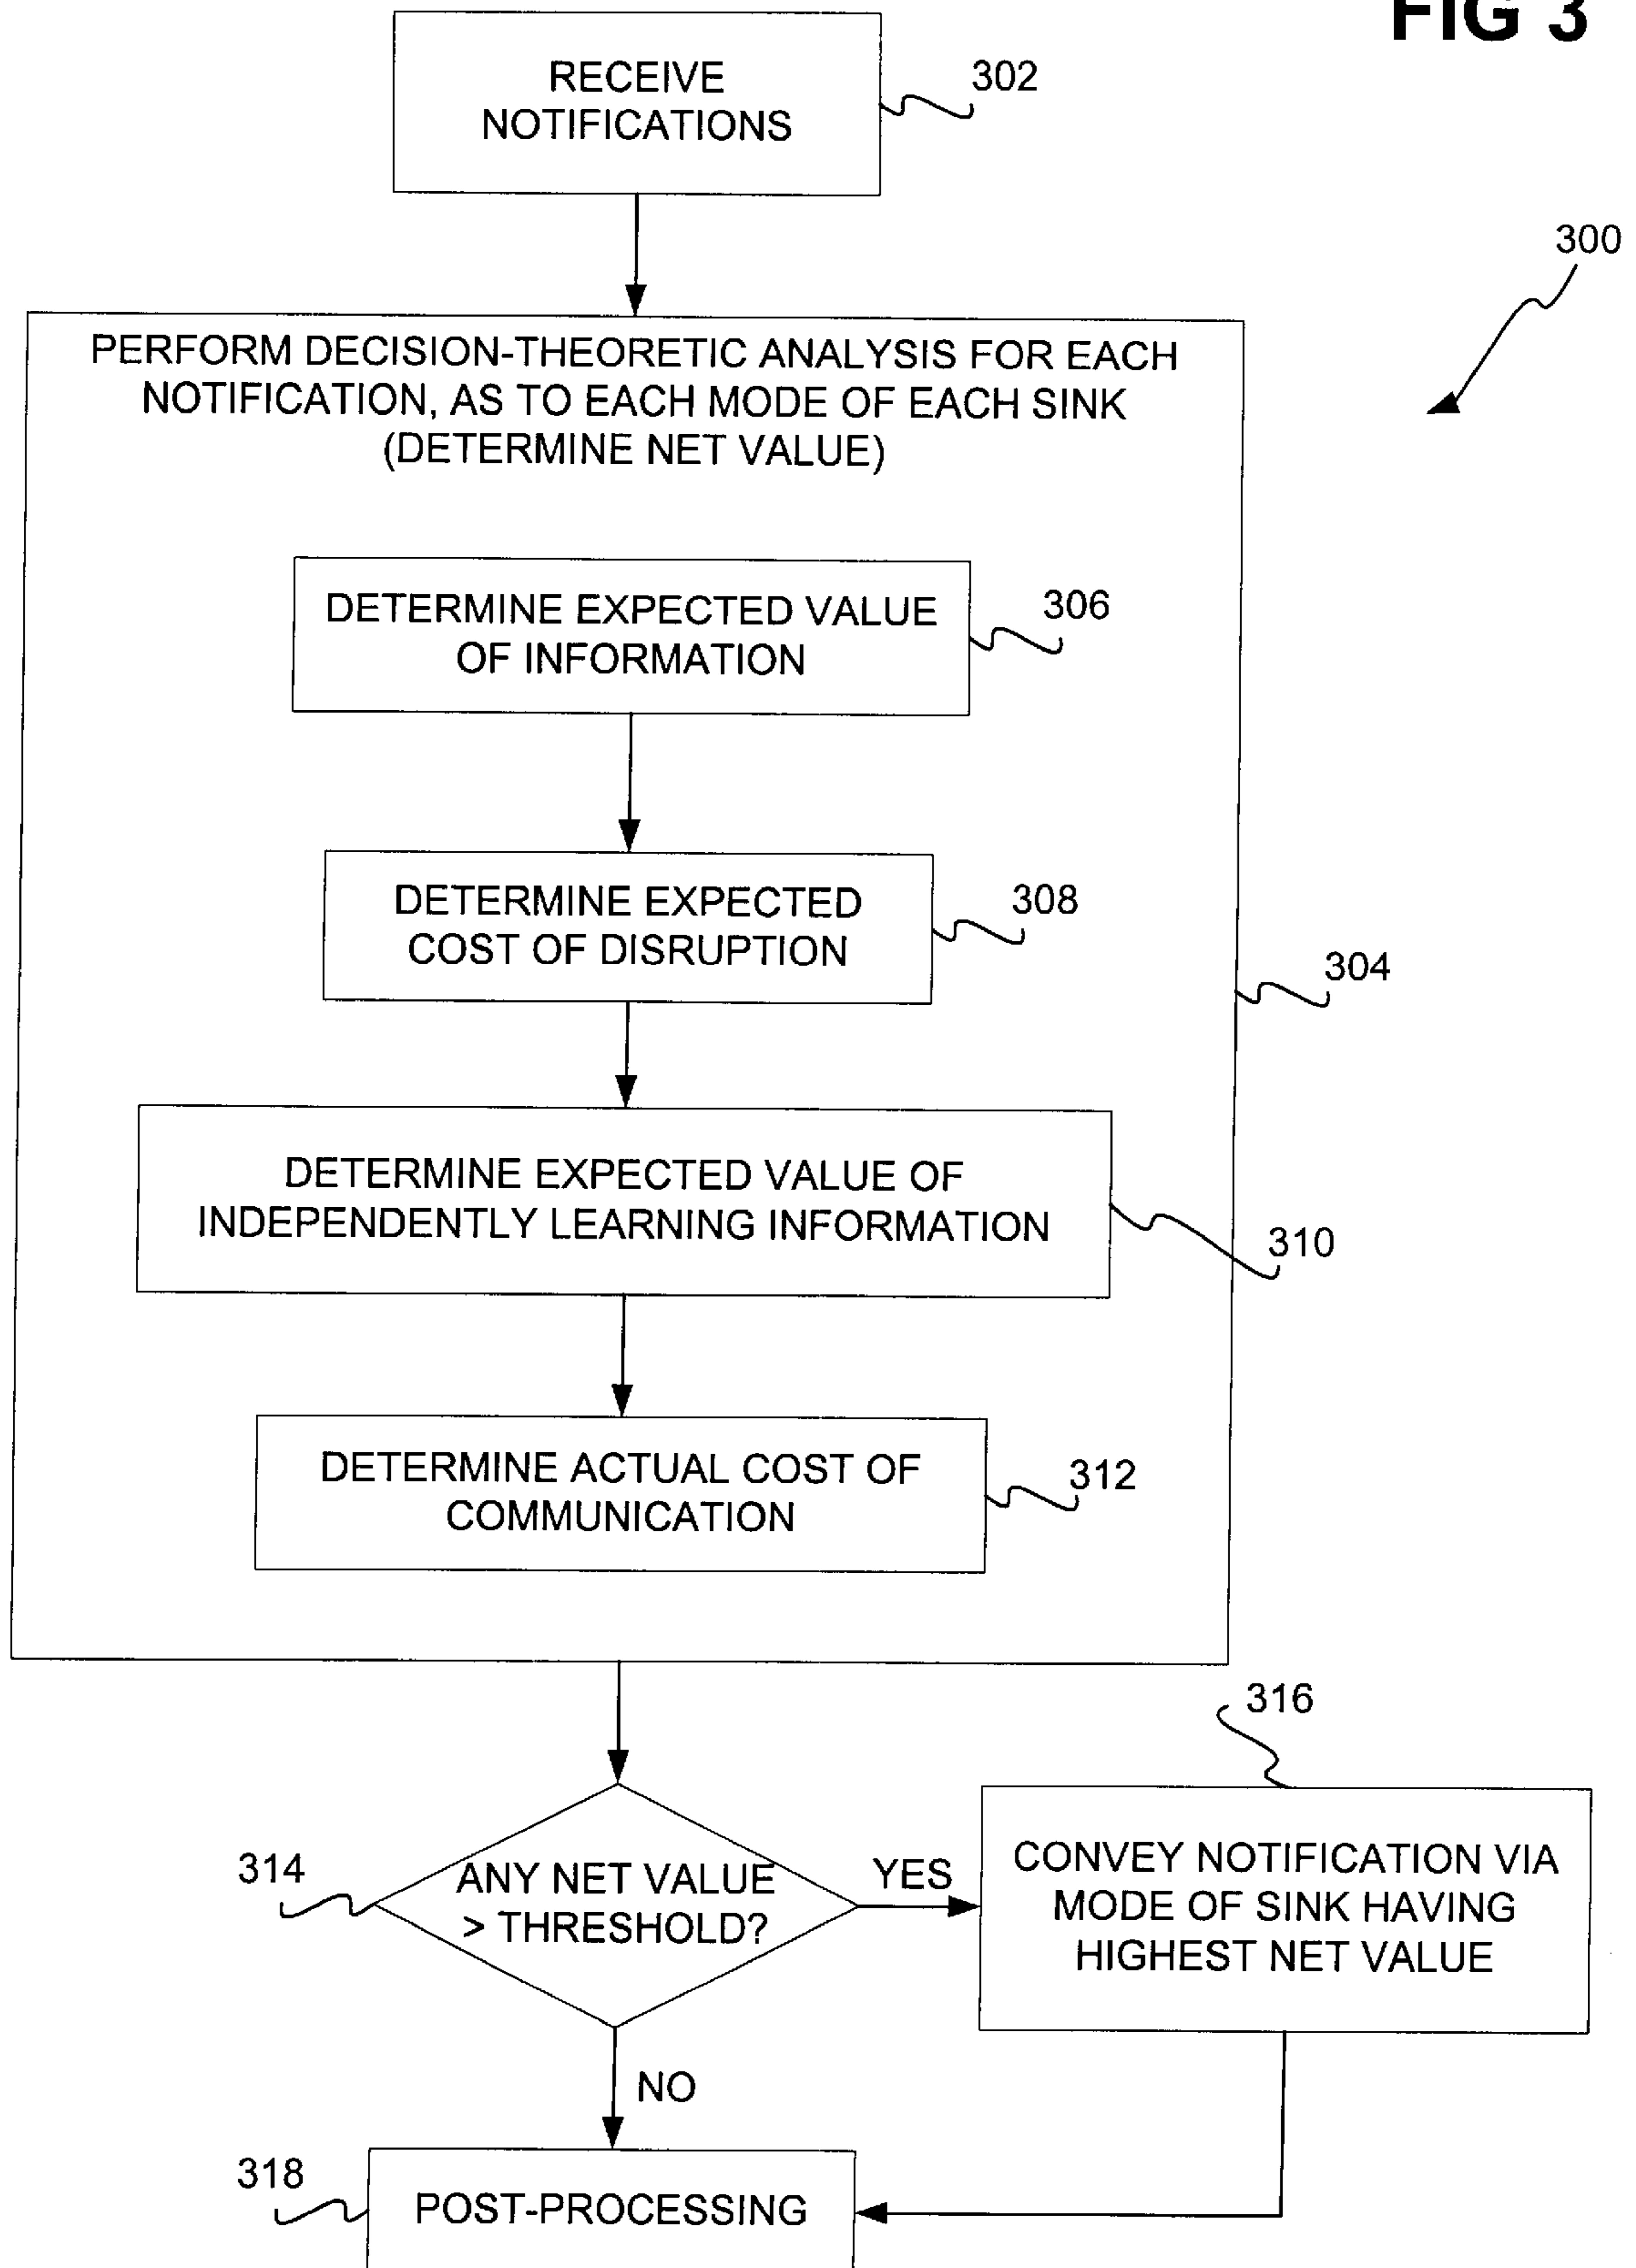 FIG 3
RECEIVE
NOTIFICATIONS
302
300
PERFORM DECISION-THEORETIC ANALYSIS FOR EACH
NOTIFICATION, AS TO EACH MODE OF EACH SINK
(DETERMINE NET VALUE)
DETERMINE EXPECTED VALUE
OF INFORMATION
306
DETERMINE EXPECTED
COST OF DISRUPTION
308
304
DETERMINE EXPECTED VALUE OF
INDEPENDENTLY LEARNING INFORMATION
310
DETERMINE ACTUAL COST OF
COMMUNICATION
312
314
ANY NET VALUE
> THRESHOLD?
YES
316
CONVEY NOTIFICATION VIA
MODE OF SINK HAVING
HIGHEST NET VALUE
NO
318
POST-PROCESSING